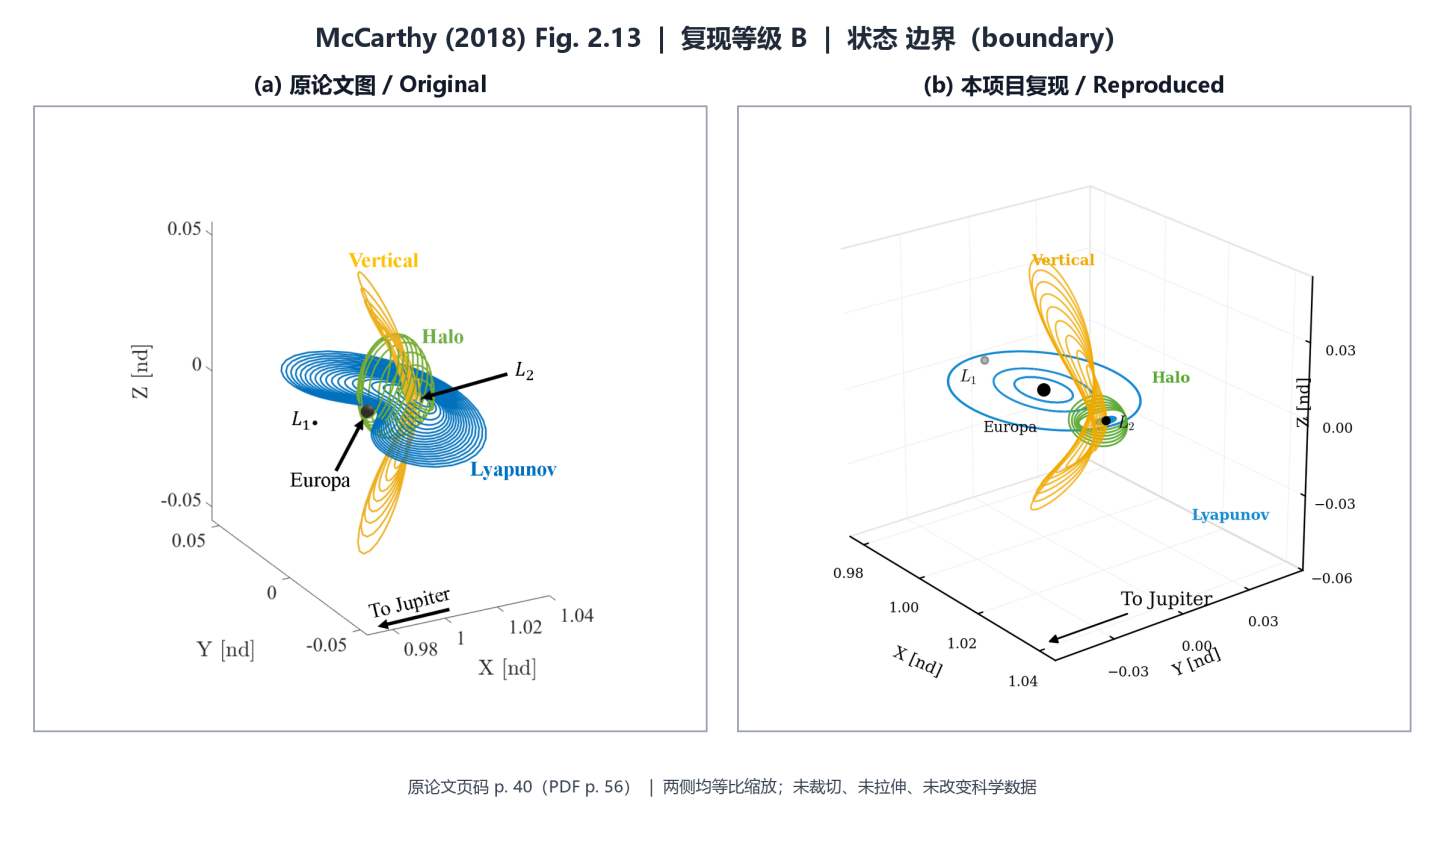 McCarthy (2018) Fig. 2.13 | 复现等级 B | 状态 边界（boundary）
(a) 原论文图 / Original
(b) 本项目复现 / Reproduced
0.05
Vertical
Halo
L2
Z [nd]
0
L1
Europa
Lyapunov
-0.05
0.05
0
To Jupiter
-0.05
0.98
1
1.02
1.04
Y [nd]
X [nd]
Vertical
0.03
L1
Halo
Z [nd]
Europa
L2
0.00
-0.03
Lyapunov
0.98
-0.06
1.00
To Jupiter
1.02
0.03
X [nd]
0.00
Y [nd]
1.04
-0.03
原论文页码 p. 40（PDF p. 56） | 两侧均等比缩放；未裁切、未拉伸、未改变科学数据